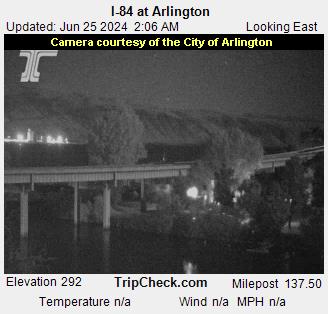 I-84 at Arlington
Updated: Jun 25 2024 2:06 AM Looking East
Camera courtesy of the City of Arlington
Elevation 292 TripCheck.com Milepost 137.50
Temperature n/a Wind n/a MPH n/a